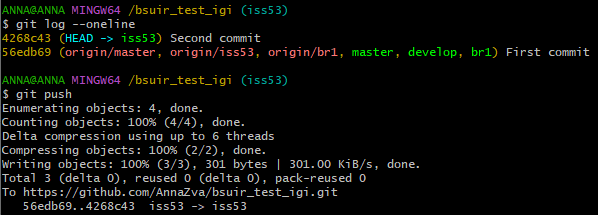 ANNA@ANNA MINGW64 /bsuir_test_igi (iss53)
$ git log --oneline
4268c43 (HEAD -> iss53) Second commit
56edb69 (origin/master, origin/iss53, origin/br1, master, develop, br1) First commit
ANNA@ANNA MINGW64 /bsuir_test_igi (iss53)
$ git push
Enumerating objects: 4, done.
Counting objects: 100% (4/4), done.
Delta compression using up to 6 threads
Compressing objects: 100% (2/2), done.
Writing objects: 100% (3/3), 301 bytes | 301.00 KiB/s, done.
Total 3 (delta 0), reused 0 (delta 0), pack-reused 0
To https://github.com/AnnaZva/bsuir_test_igi.git
   56edb69..4268c43  iss53 -> iss53